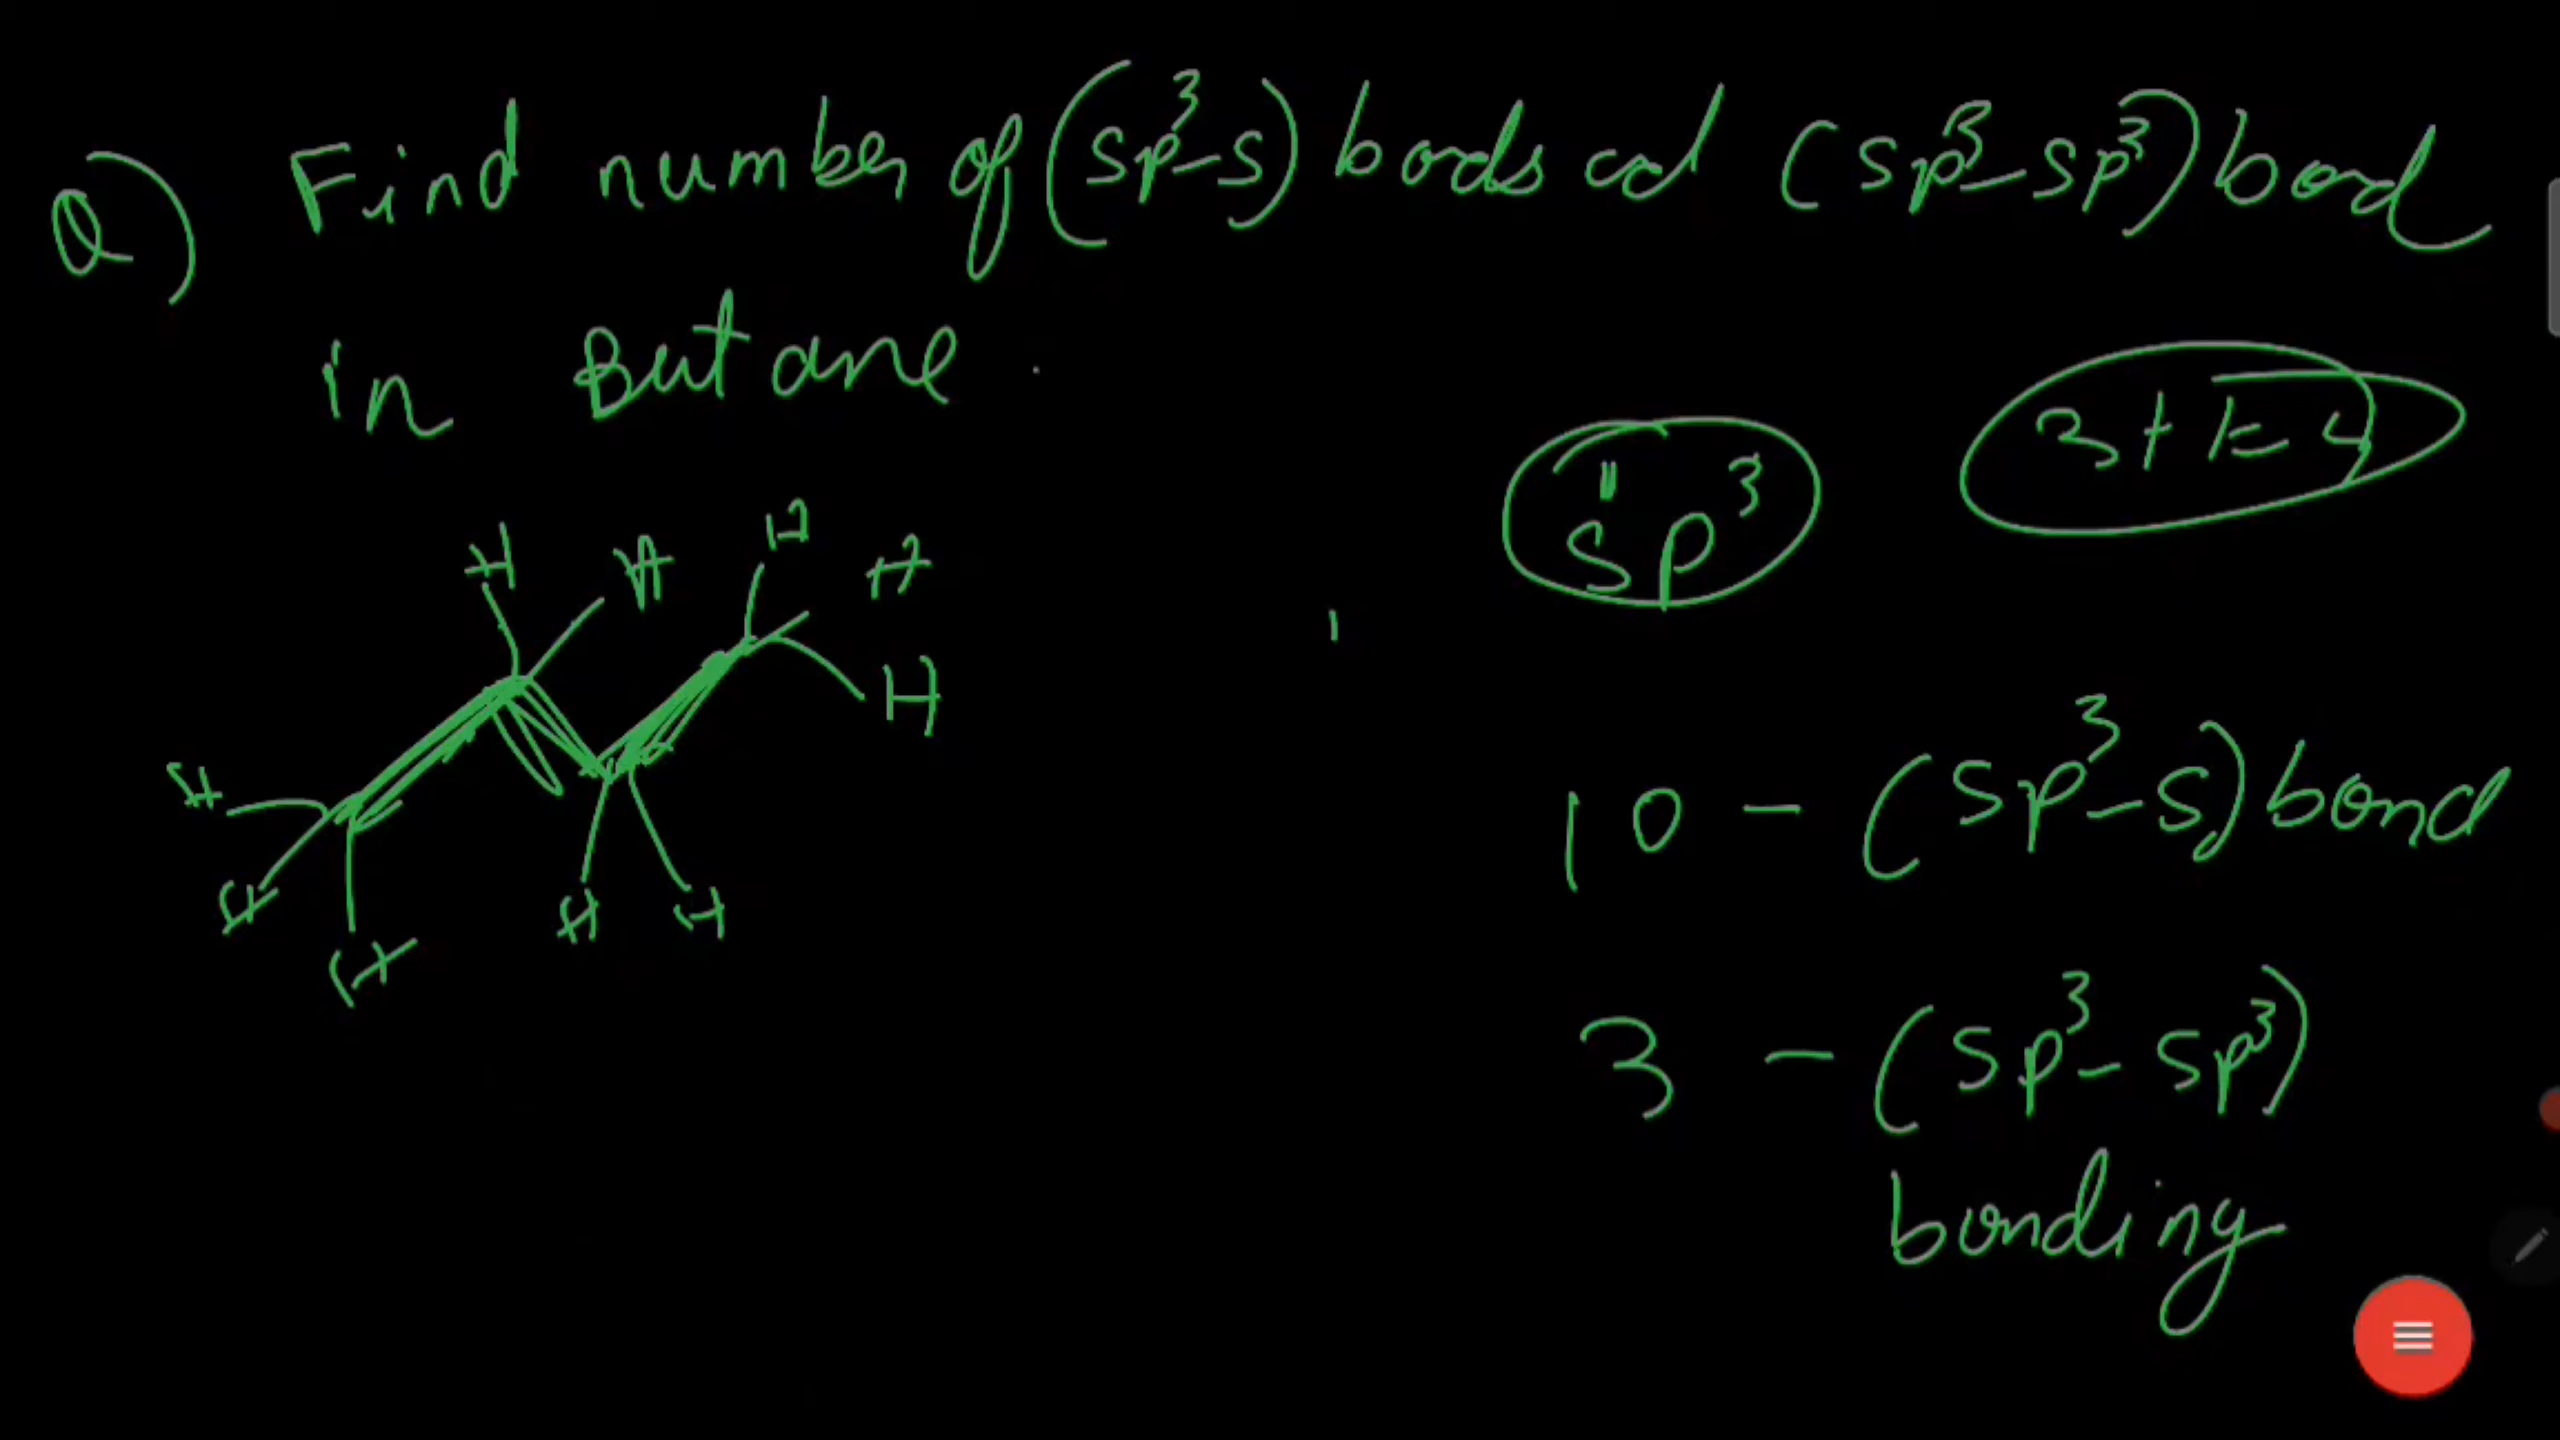 Q) Find number of (sp³-s) bonds ad (sp³-sp³) bond
in Butane.
3+1=4
sp³
H H H H
H
H
H H H
H
10 - (sp³-s) bond
3 - (sp³-sp³)
bonding